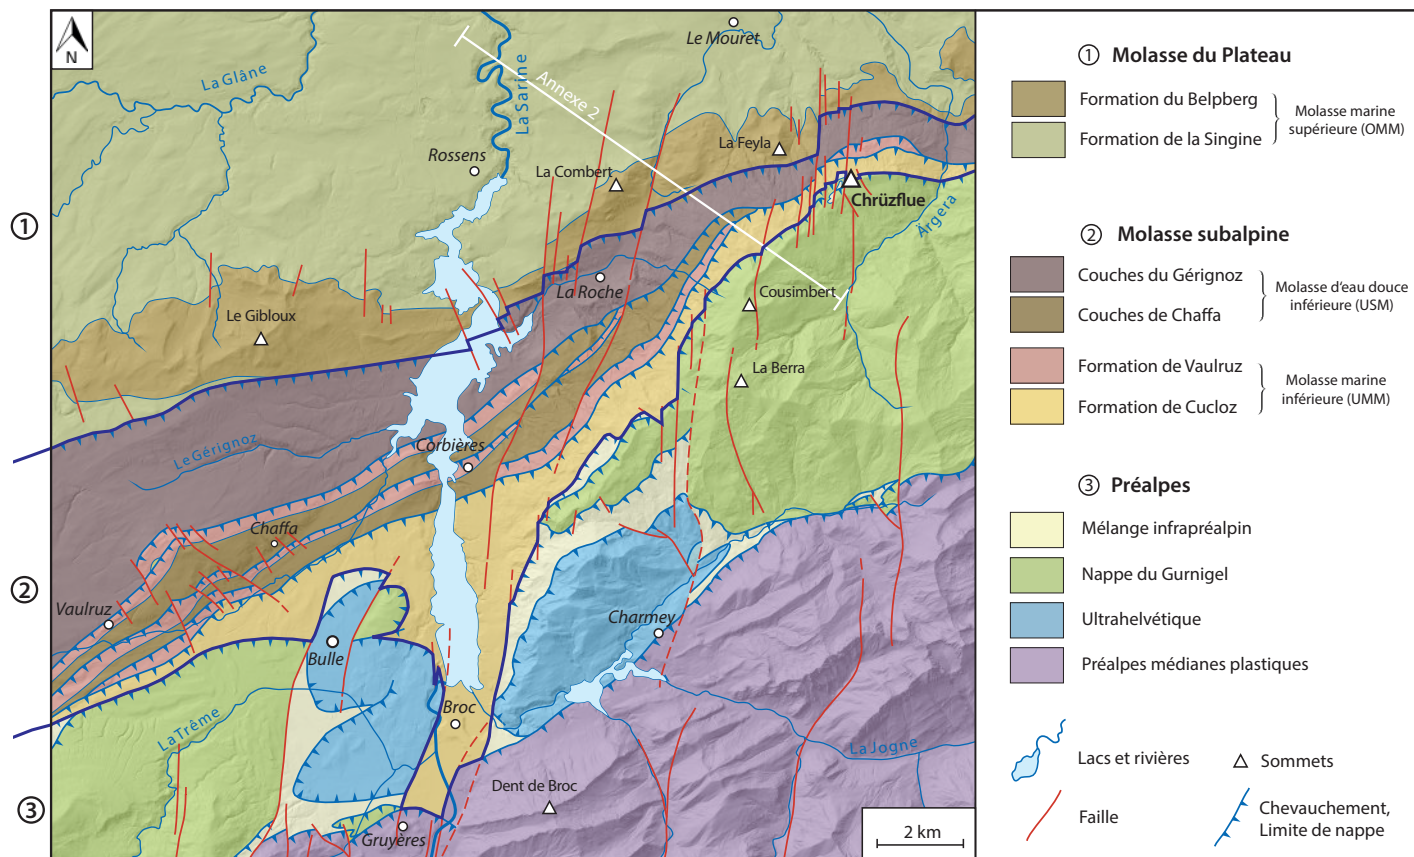 N
La Glâne
La Sarine
Le Mouret
Annexe 2
Rossens
La Combert
La Feyla
Chrüzflue
Ärgera
①
Le Gibloux
La Roche
Cousimbert
La Berra
Le Gérignoz
Corbières
Chaffa
②
Vaulruz
Bulle
Charmey
Broc
La Trême
La Jogne
Dent de Broc
③
Gruyères
2 km
① Molasse du Plateau
Formation du Belpberg
Formation de la Singine
Molasse marine
supérieure (OMM)
② Molasse subalpine
Couches du Gérignoz
Couches de Chaffa
Molasse d'eau douce
inférieure (USM)
Formation de Vaulruz
Formation de Cucloz
Molasse marine
inférieure (UMM)
③ Préalpes
Mélange infrapréalpin
Nappe du Gurnigel
Ultrahelvétique
Préalpes médianes plastiques
Lacs et rivières
Sommets
Faille
Chevauchement,
Limite de nappe